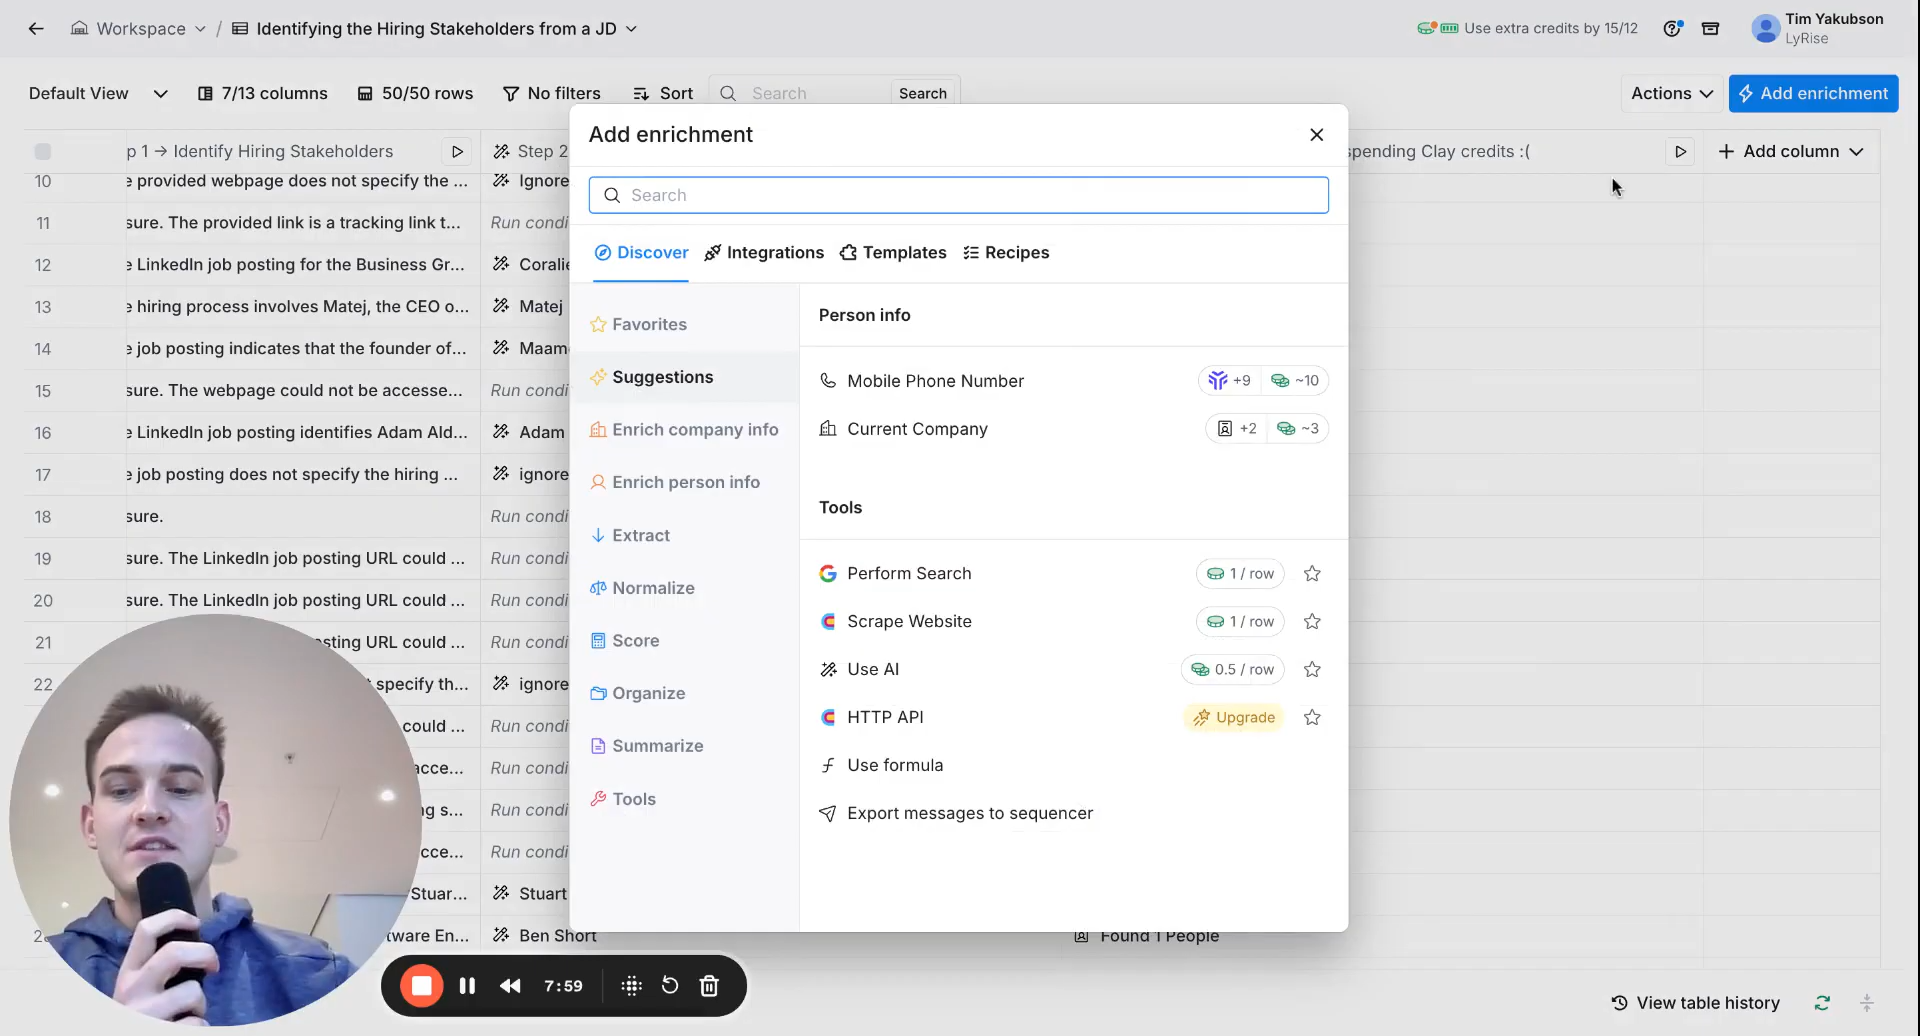 Workspace / Identifying the Hiring Stakeholders from a JD
Use extra credits by 15/12
Tim Yakubson
LyRise
Default View
7/13 columns
50/50 rows
No filters
Sort
Search
Search
Actions
Add enrichment
p 1 → Identify Hiring Stakeholders
Step 2
spending Clay credits :(
Add column
10 e provided webpage does not specify the ... Ignore
11 sure. The provided link is a tracking link t... Run condi
12 e LinkedIn job posting for the Business Gr... Coralie
13 e hiring process involves Matej, the CEO o... Matej
14 e job posting indicates that the founder of... Maam
15 sure. The webpage could not be accesse... Run condi
16 e LinkedIn job posting identifies Adam Ald... Adam
17 e job posting does not specify the hiring ... ignore
18 sure. Run condi
19 sure. The LinkedIn job posting URL could ... Run condi
20 sure. The LinkedIn job posting URL could ... Run condi
21 sting URL could ... Run condi
22 specify th... ignore
could ... Run condi
acce... Run condi
g s... Run condi
cce... Run condi
Stuar... Stuart
2 tware En... Ben Short
Found 1 People
Add enrichment
Search
Discover
Integrations
Templates
Recipes
Favorites
Suggestions
Enrich company info
Enrich person info
Extract
Normalize
Score
Organize
Summarize
Tools
Person info
Mobile Phone Number +9 ~10
Current Company +2 ~3
Tools
Perform Search 1 / row
Scrape Website 1 / row
Use AI 0.5 / row
HTTP API Upgrade
Use formula
Export messages to sequencer
7:59
View table history